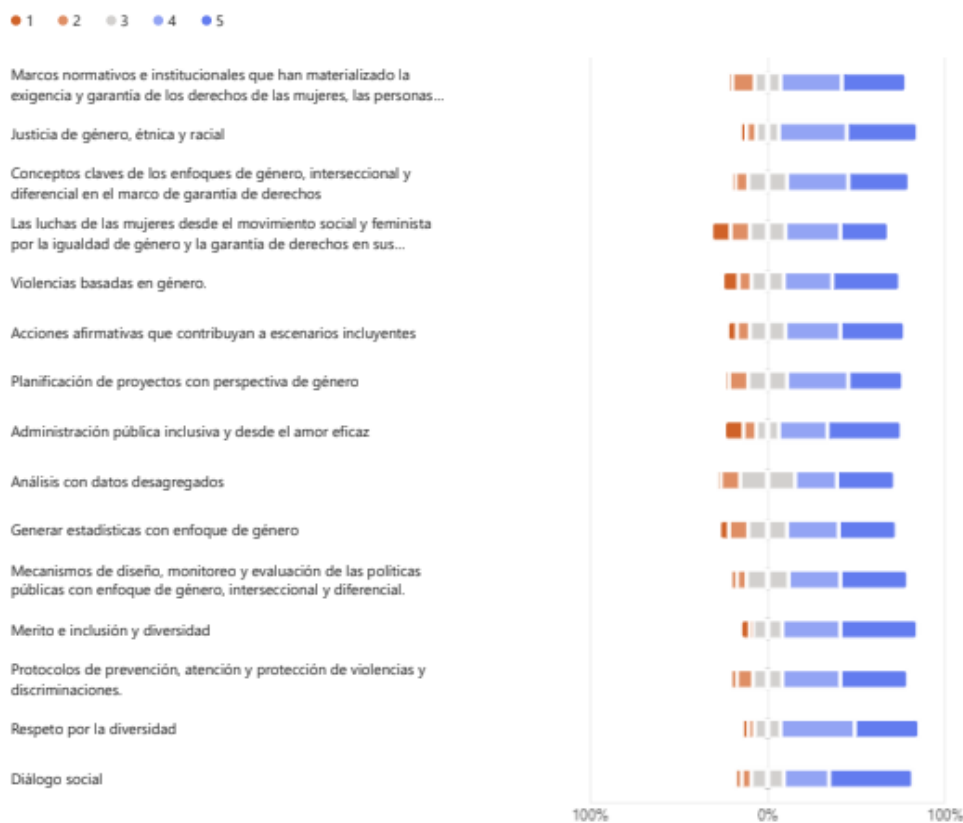 1 2 3 4 5
Marcos normativos e institucionales que han materializado la
exigencia y garantía de los derechos de las mujeres, las personas...
Justicia de género, étnica y racial
Conceptos claves de los enfoques de género, interseccional y
diferencial en el marco de garantía de derechos
Las luchas de las mujeres desde el movimiento social y feminista
por la igualdad de género y la garantía de derechos en sus...
Violencias basadas en género.
Acciones afirmativas que contribuyan a escenarios incluyentes
Planificación de proyectos con perspectiva de género
Administración pública inclusiva y desde el amor eficaz
Análisis con datos desagregados
Generar estadísticas con enfoque de género
Mecanismos de diseño, monitoreo y evaluación de las políticas
públicas con enfoque de género, interseccional y diferencial.
Merito e inclusión y diversidad
Protocolos de prevención, atención y protección de violencias y
discriminaciones.
Respeto por la diversidad
Diálogo social
100% 0% 100%